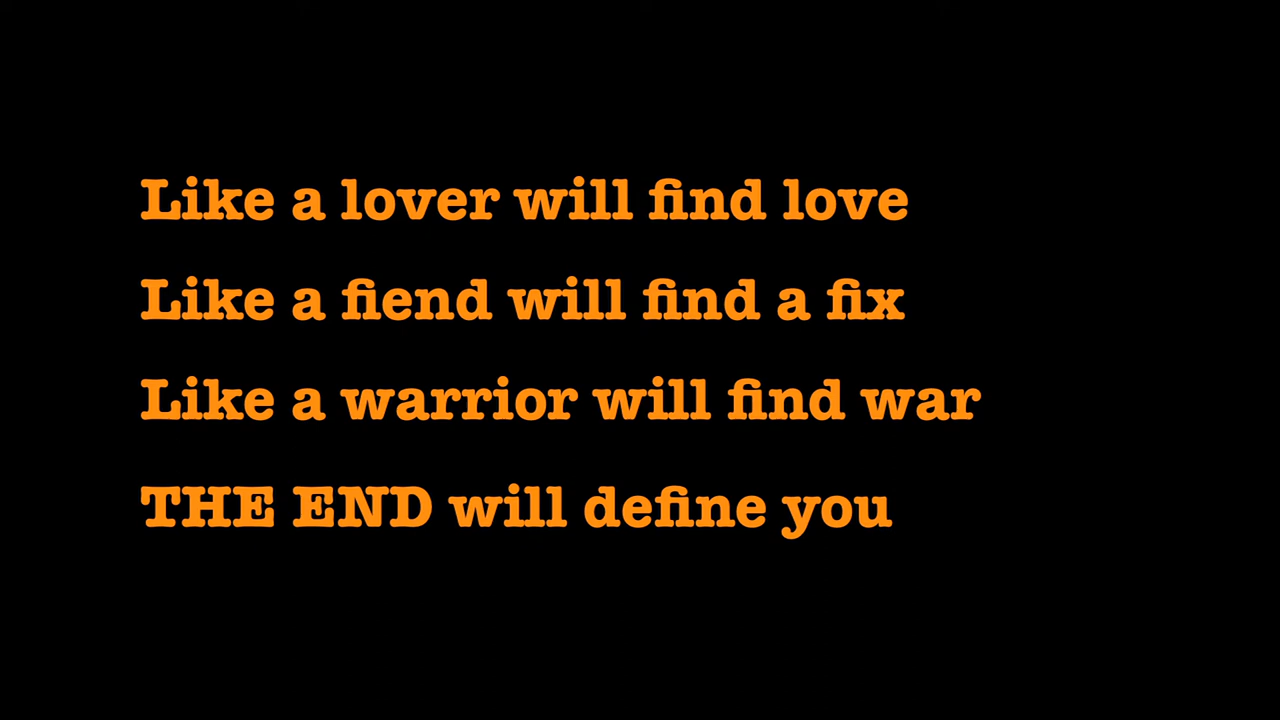 Like a lover will find love
Like a fiend will find a fix
Like a warrior will find war
THE END will define you